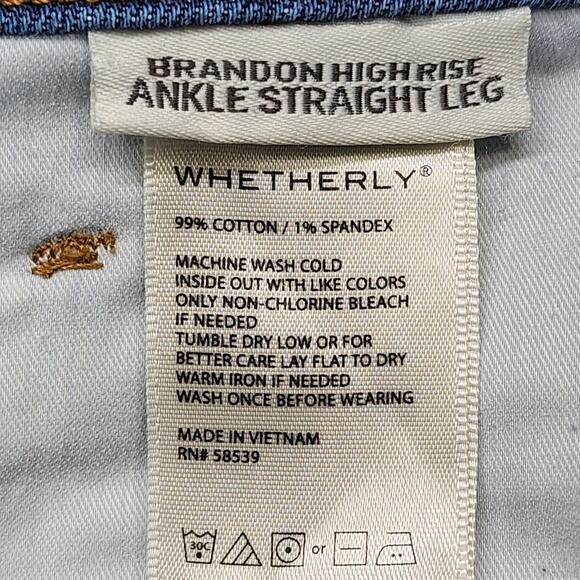 BRANDON HIGH RISE
ANKLE STRAIGHT LEG
WHETHERLY®
99% COTTON / 1% SPANDEX
MACHINE WASH COLD
INSIDE OUT WITH LIKE COLORS
ONLY NON-CHLORINE BLEACH
IF NEEDED
TUMBLE DRY LOW OR FOR
BETTER CARE LAY FLAT TO DRY
WARM IRON IF NEEDED
WASH ONCE BEFORE WEARING
MADE IN VIETNAM
RN# 58539
30C or